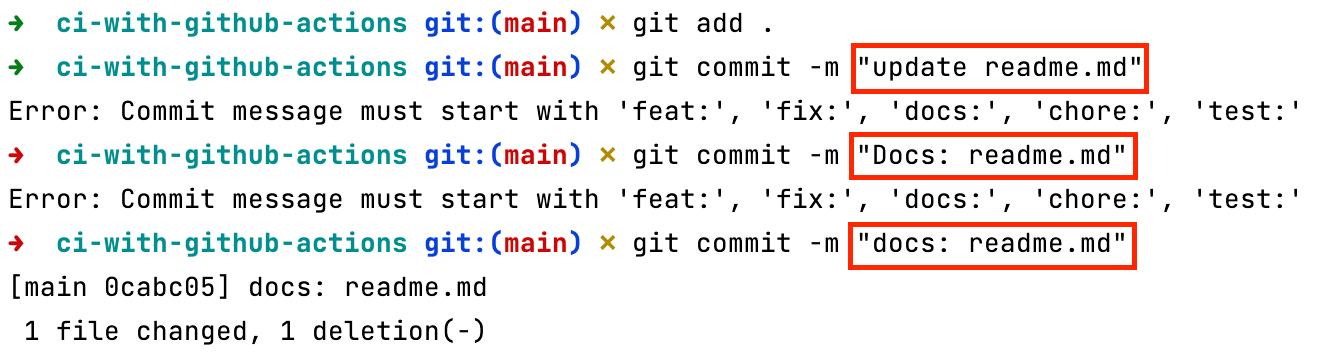 ➜  ci-with-github-actions git:(main) ✗ git add .
➜  ci-with-github-actions git:(main) ✗ git commit -m "update readme.md"
Error: Commit message must start with 'feat:', 'fix:', 'docs:', 'chore:', 'test:'
➜  ci-with-github-actions git:(main) ✗ git commit -m "Docs: readme.md"
Error: Commit message must start with 'feat:', 'fix:', 'docs:', 'chore:', 'test:'
➜  ci-with-github-actions git:(main) ✗ git commit -m "docs: readme.md"
[main 0cabc05] docs: readme.md
 1 file changed, 1 deletion(-)